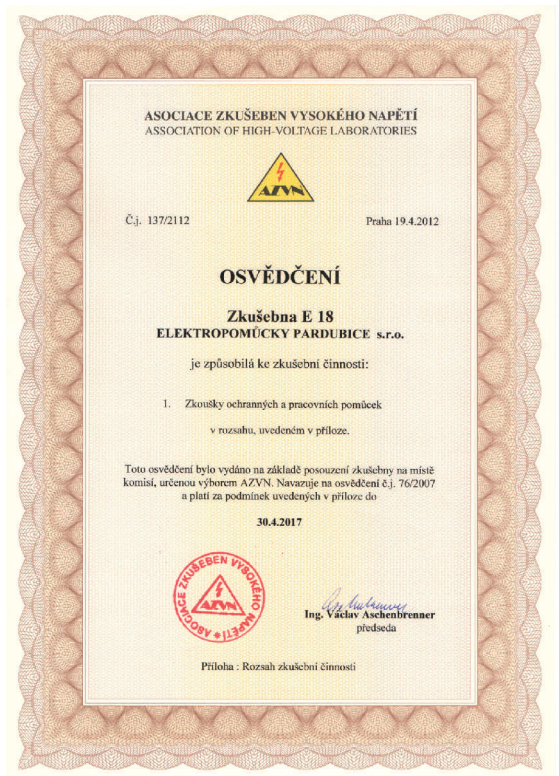 ASOCIACE ZKUŠEBEN VYSOKÉHO NAPĚTÍ
ASSOCIATION OF HIGH-VOLTAGE LABORATORIES
AZVN
Č.j. 137/2112
Praha 19.4.2012
OSVĚDČENÍ
Zkušebna E 18
ELEKTROPOMŮCKY PARDUBICE s.r.o.
je způsobilá ke zkušební činnosti:
1. Zkoušky ochranných a pracovních pomůcek
v rozsahu, uvedeném v příloze.
Toto osvědčení bylo vydáno na základě posouzení zkušebny na místě
komisí, určenou výborem AZVN. Navazuje na osvědčení č.j. 76/2007
a platí za podmínek uvedených v příloze do
30.4.2017
ASOCIACE ZKUŠEBEN VYSOKÉHO NAPĚTÍ
AZVN
Ing. Václav Aschenbrenner
předseda
Příloha : Rozsah zkušební činnosti